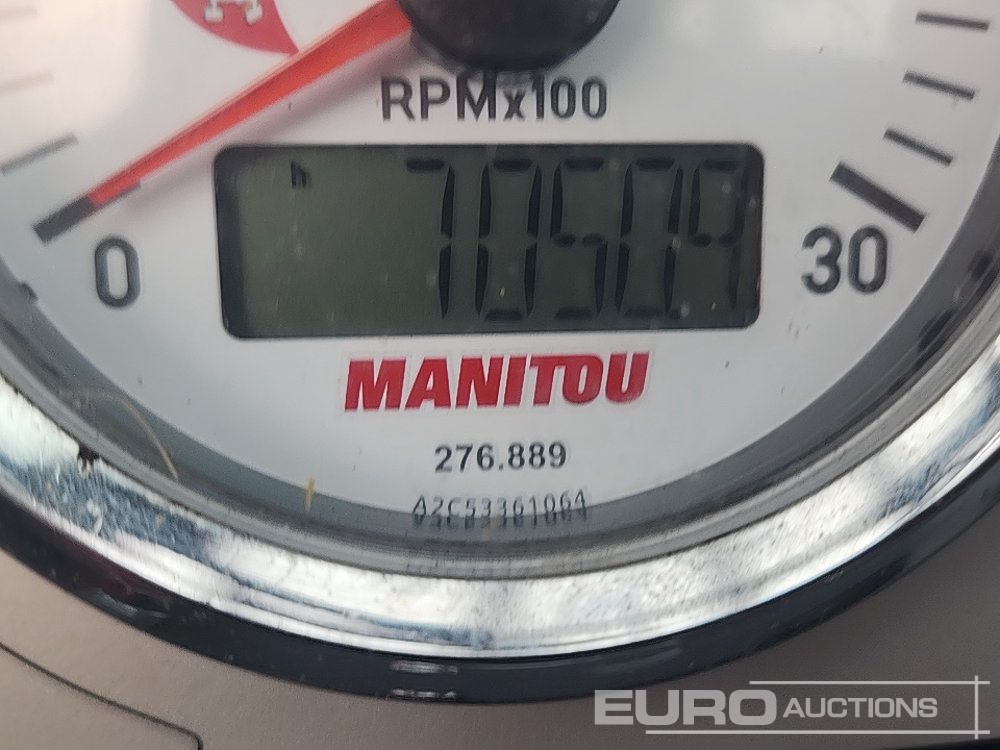 RPMx100
h 7050.9
0
30
MANITOU
276.889
A2C53361064
EURO AUCTIONS